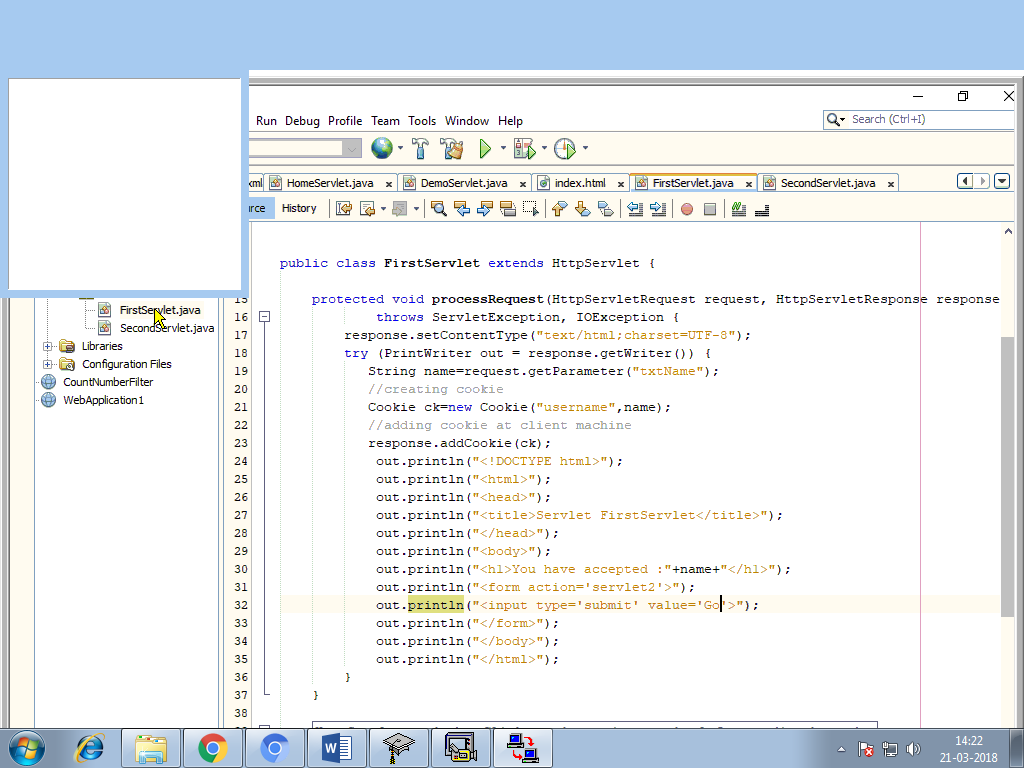 Run Debug Profile Team Tools Window Help
Search (Ctrl+I)
HomeServlet.java DemoServlet.java index.html FirstServlet.java SecondServlet.java
History
public class FirstServlet extends HttpServlet {
15 protected void processRequest(HttpServletRequest request, HttpServletResponse response
FirstServlet.java
16 throws ServletException, IOException {
SecondServlet.java
17 response.setContentType("text/html;charset=UTF-8");
Libraries
18 try (PrintWriter out = response.getWriter()) {
Configuration Files
19 String name=request.getParameter("txtName");
CountNumberFilter
20 //creating cookie
WebApplication1
21 Cookie ck=new Cookie("username",name);
22 //adding cookie at client machine
23 response.addCookie(ck);
24 out.println("<!DOCTYPE html>");
25 out.println("<html>");
26 out.println("<head>");
27 out.println("<title>Servlet FirstServlet</title>");
28 out.println("</head>");
29 out.println("<body>");
30 out.println("<h1>You have accepted :"+name+"</h1>");
31 out.println("<form action='servlet2'>");
32 out.println("<input type='submit' value='Go'>");
33 out.println("</form>");
34 out.println("</body>");
35 out.println("</html>");
36 }
37 }
38
14:22
21-03-2018